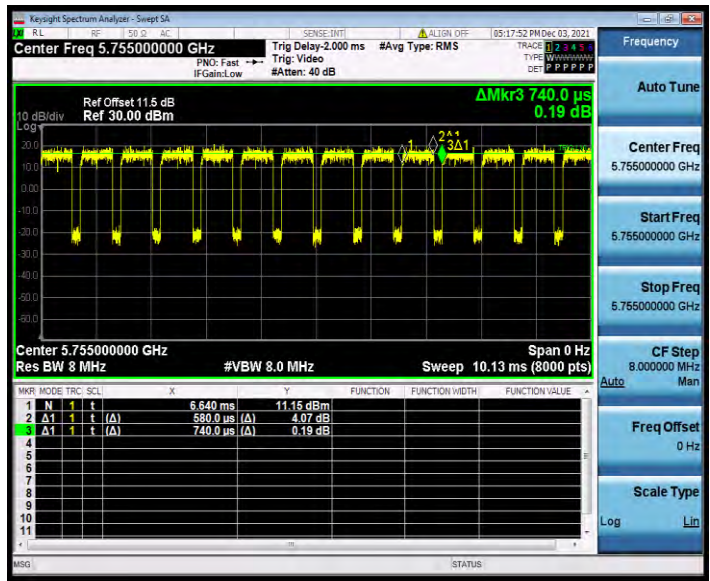 Keysight Spectrum Analyzer - Swept SA
RL RF 50 Ω AC SENSE:INT ALIGN OFF 05:17:52 PM Dec 03, 2021
Center Freq 5.755000000 GHz
PNO: Fast
IFGain:Low
Trig Delay-2.000 ms
Trig: Video
#Atten: 40 dB
#Avg Type: RMS
TRACE 1 2 3 4 5 6
TYPE WWWWWW
DET P P P P P P
Ref Offset 11.5 dB
10 dB/div Ref 30.00 dBm
Log
ΔMkr3 740.0 µs
0.19 dB
20.0
10.0
0.00
-10.0
-20.0
-30.0
-40.0
-50.0
-60.0
1
2Δ1
3Δ1
Center 5.755000000 GHz Span 0 Hz
Res BW 8 MHz #VBW 8.0 MHz Sweep 10.13 ms (8000 pts)
MKR MODE TRC SCL X Y FUNCTION FUNCTION WIDTH FUNCTION VALUE
1 N 1 t 6.640 ms 11.15 dBm
2 Δ1 1 t (Δ) 580.0 µs (Δ) 4.07 dB
3 Δ1 1 t (Δ) 740.0 µs (Δ) 0.19 dB
4
5
6
7
8
9
10
11
MSG STATUS
Frequency
Auto Tune
Center Freq
5.755000000 GHz
Start Freq
5.755000000 GHz
Stop Freq
5.755000000 GHz
CF Step
8.000000 MHz
Auto Man
Freq Offset
0 Hz
Scale Type
Log Lin